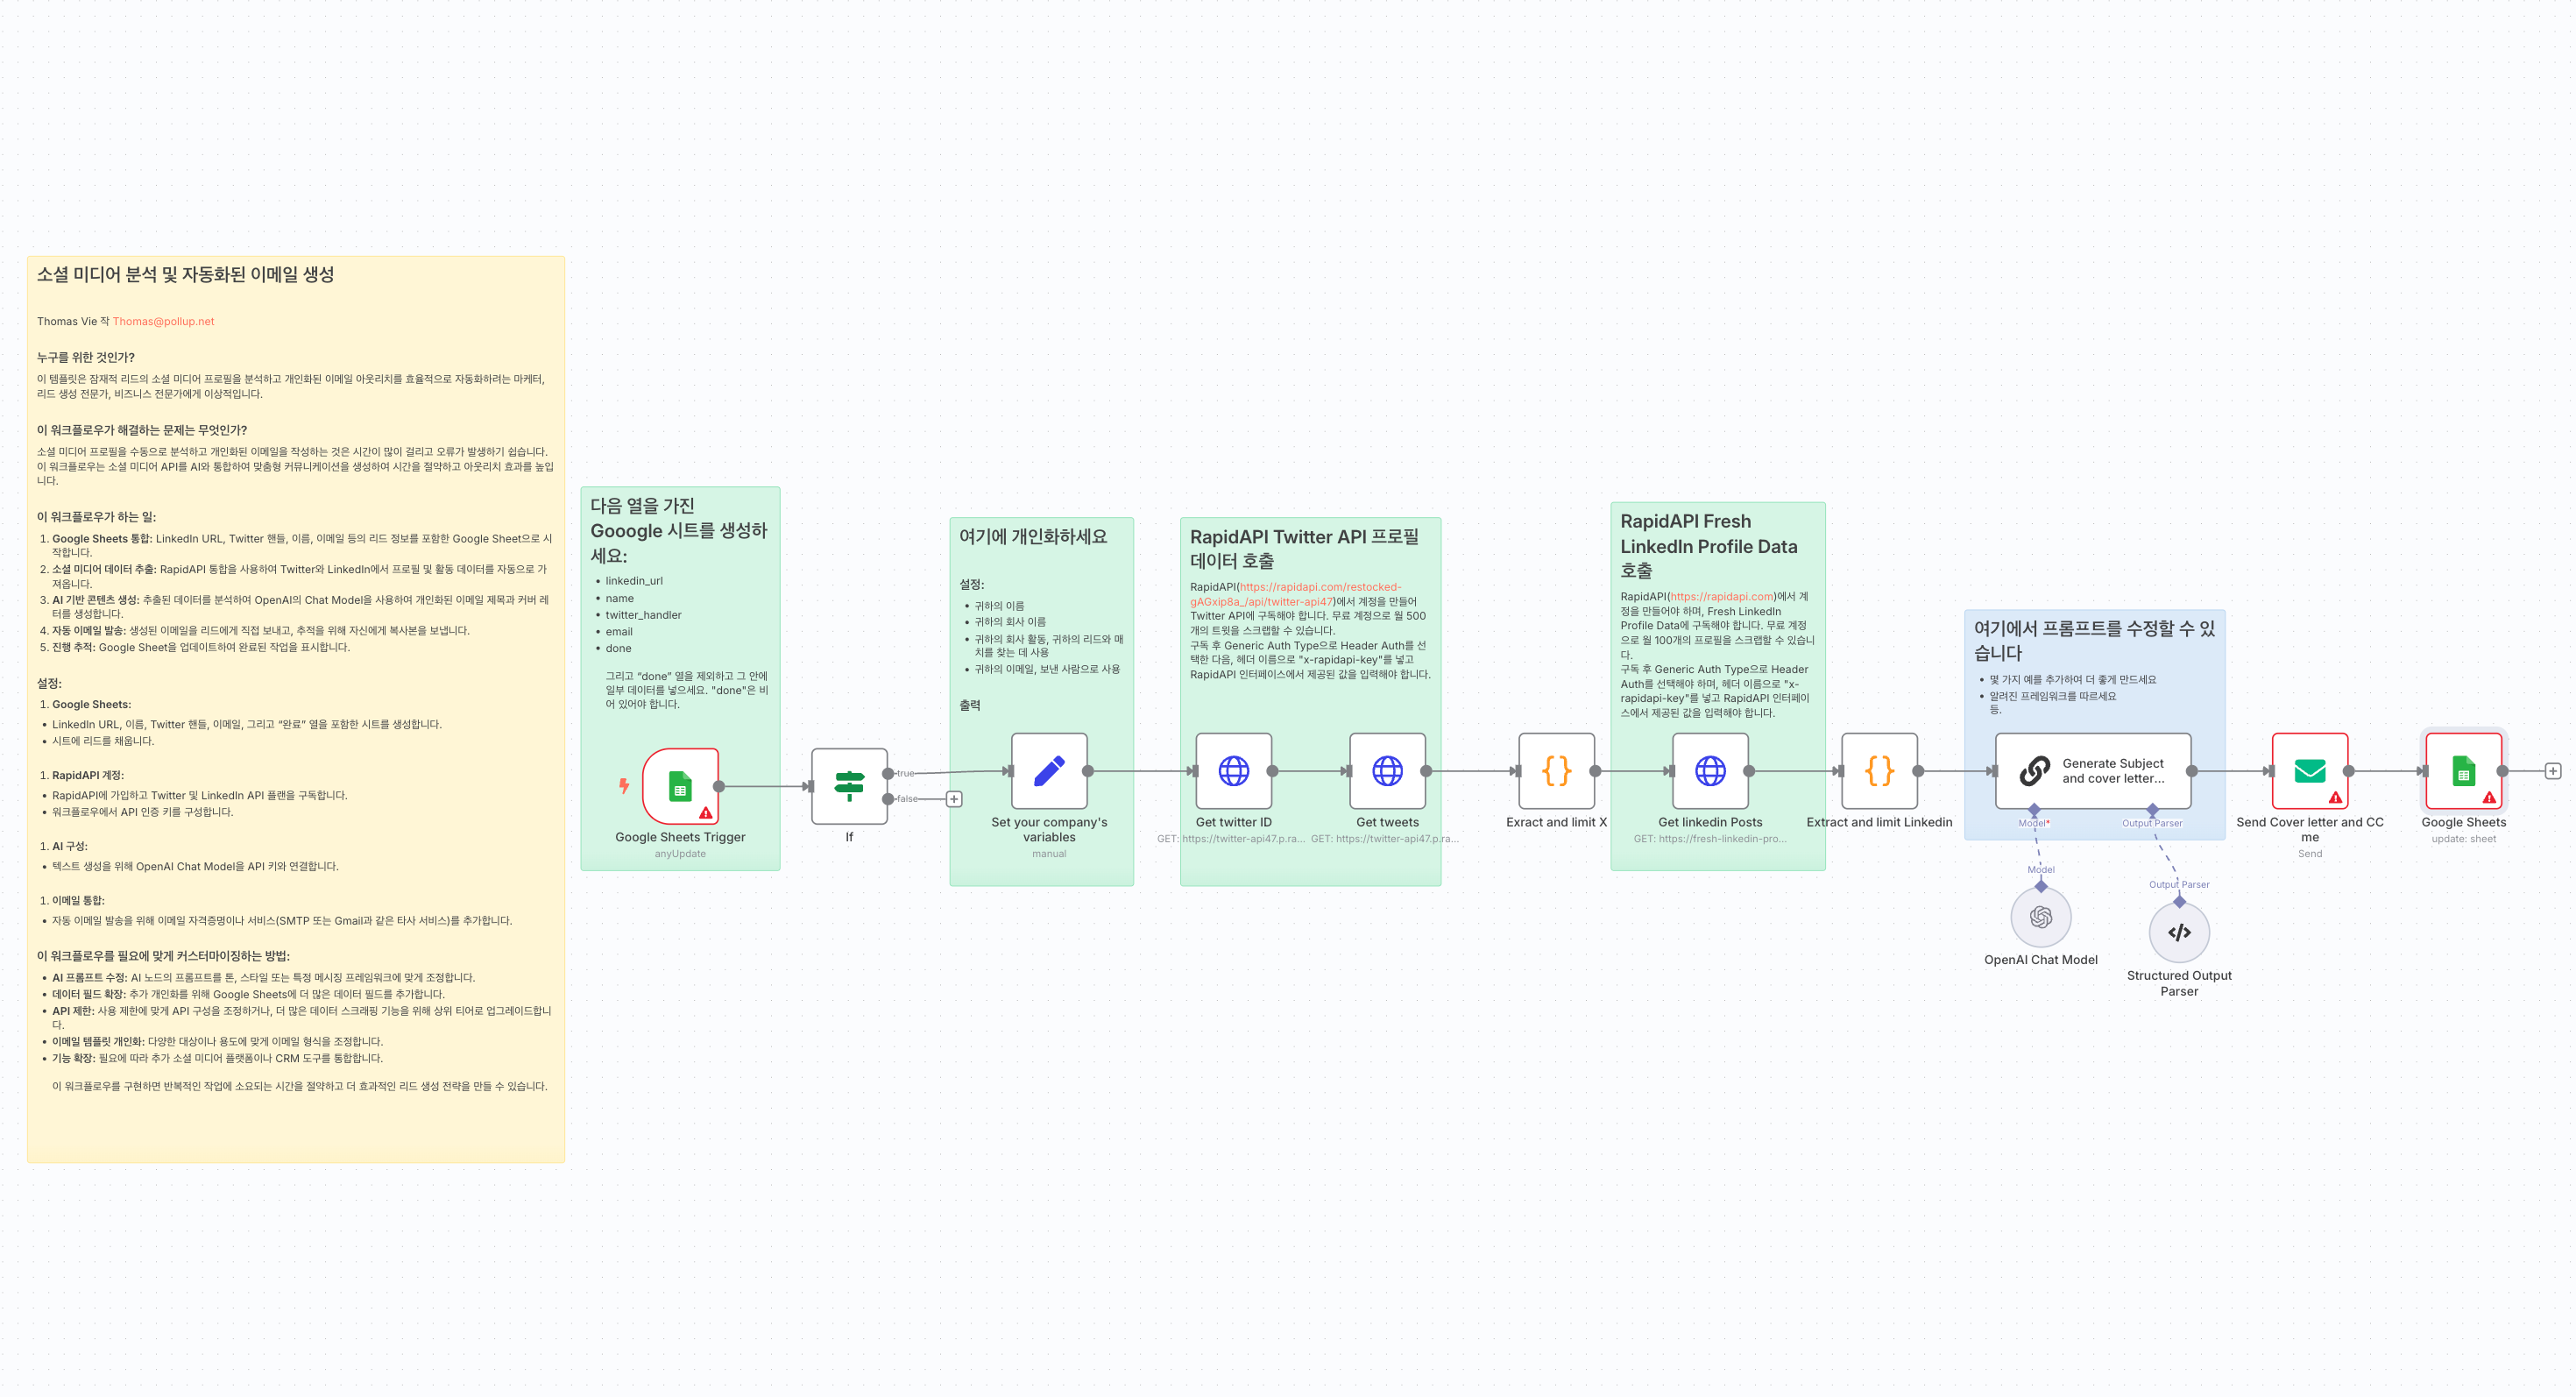 소셜 미디어 분석 및 자동화된 이메일 생성
Thomas Vie 작 Thomas@pollup.net
누구를 위한 것인가?
이 템플릿은 잠재적 리드의 소셜 미디어 프로필을 분석하고 개인화된 이메일 아웃리치를 효율적으로 자동화하려는 마케터,
리드 생성 전문가, 비즈니스 전문가에게 이상적입니다.
이 워크플로우가 해결하는 문제는 무엇인가?
소셜 미디어 프로필을 수동으로 분석하고 개인화된 이메일을 작성하는 것은 시간이 많이 걸리고 오류가 발생하기 쉽습니다.
이 워크플로우는 소셜 미디어 API를 AI와 통합하여 맞춤형 커뮤니케이션을 생성하여 시간을 절약하고 아웃리치 효과를 높입
니다.
이 워크플로우가 하는 일:
1. Google Sheets 통합: LinkedIn URL, Twitter 핸들, 이름, 이메일 등의 리드 정보를 포함한 Google Sheet으로 시
작합니다.
2. 소셜 미디어 데이터 추출: RapidAPI 통합을 사용하여 Twitter와 LinkedIn에서 프로필 및 활동 데이터를 자동으로 가
져옵니다.
3. AI 기반 콘텐츠 생성: 추출된 데이터를 분석하여 OpenAI의 Chat Model을 사용하여 개인화된 이메일 제목과 커버 레
터를 생성합니다.
4. 자동 이메일 발송: 생성된 이메일을 리드에게 직접 보내고, 추적을 위해 자신에게 복사본을 보냅니다.
5. 진행 추적: Google Sheet을 업데이트하여 완료된 작업을 표시합니다.
설정:
1. Google Sheets:
• LinkedIn URL, 이름, Twitter 핸들, 이메일, 그리고 “완료” 열을 포함한 시트를 생성합니다.
• 시트에 리드를 채웁니다.
1. RapidAPI 계정:
• RapidAPI에 가입하고 Twitter 및 LinkedIn API 플랜을 구독합니다.
• 워크플로우에서 API 인증 키를 구성합니다.
1. AI 구성:
• 텍스트 생성을 위해 OpenAI Chat Model을 API 키와 연결합니다.
1. 이메일 통합:
• 자동 이메일 발송을 위해 이메일 자격증명이나 서비스(SMTP 또는 Gmail과 같은 타사 서비스)를 추가합니다.
이 워크플로우를 필요에 맞게 커스터마이징하는 방법:
• AI 프롬프트 수정: AI 노드의 프롬프트를 톤, 스타일 또는 특정 메시징 프레임워크에 맞게 조정합니다.
• 데이터 필드 확장: 추가 개인화를 위해 Google Sheets에 더 많은 데이터 필드를 추가합니다.
• API 제한: 사용 제한에 맞게 API 구성을 조정하거나, 더 많은 데이터 스크래핑 기능을 위해 상위 티어로 업그레이드합니
다.
• 이메일 템플릿 개인화: 다양한 대상이나 용도에 맞게 이메일 형식을 조정합니다.
• 기능 확장: 필요에 따라 추가 소셜 미디어 플랫폼이나 CRM 도구를 통합합니다.
이 워크플로우를 구현하면 반복적인 작업에 소요되는 시간을 절약하고 더 효과적인 리드 생성 전략을 만들 수 있습니다.
다음 열을 가진
Gooogle 시트를 생성하
세요:
• linkedin_url
• name
• twitter_handler
• email
• done
그리고 “done” 열을 제외하고 그 안에
일부 데이터를 넣으세요. "done"은 비
어 있어야 합니다.
Google Sheets Trigger
anyUpdate
If
true
false
여기에 개인화하세요
설정:
• 귀하의 이름
• 귀하의 회사 이름
• 귀하의 회사 활동, 귀하의 리드와 매
치를 찾는 데 사용
• 귀하의 이메일, 보낸 사람으로 사용
출력
Set your company's
variables
manual
RapidAPI Twitter API 프로필
데이터 호출
RapidAPI(https://rapidapi.com/restocked-
gAGxip8a_/api/twitter-api47)에서 계정을 만들어
Twitter API에 구독해야 합니다. 무료 계정으로 월 500
개의 트윗을 스크랩할 수 있습니다.
구독 후 Generic Auth Type으로 Header Auth를 선
택한 다음, 헤더 이름으로 "x-rapidapi-key"를 넣고
RapidAPI 인터페이스에서 제공된 값을 입력해야 합니다.
Get twitter ID
GET: https://twitter-api47.p.ra...
Get tweets
GET: https://twitter-api47.p.ra...
Exract and limit X
RapidAPI Fresh
LinkedIn Profile Data
호출
RapidAPI(https://rapidapi.com)에서 계
정을 만들어야 하며, Fresh LinkedIn
Profile Data에 구독해야 합니다. 무료 계정
으로 월 100개의 프로필을 스크랩할 수 있습니
다.
구독 후 Generic Auth Type으로 Header
Auth를 선택해야 하며, 헤더 이름으로 "x-
rapidapi-key"를 넣고 RapidAPI 인터페이
스에서 제공된 값을 입력해야 합니다.
Get linkedin Posts
GET: https://fresh-linkedin-pro...
Extract and limit Linkedin
여기에서 프롬프트를 수정할 수 있
습니다
• 몇 가지 예를 추가하여 더 좋게 만드세요
• 알려진 프레임워크를 따르세요
등.
Generate Subject
and cover letter...
Model*
Output Parser
Model
Output Parser
OpenAI Chat Model
Structured Output
Parser
Send Cover letter and CC
me
Send
Google Sheets
update: sheet